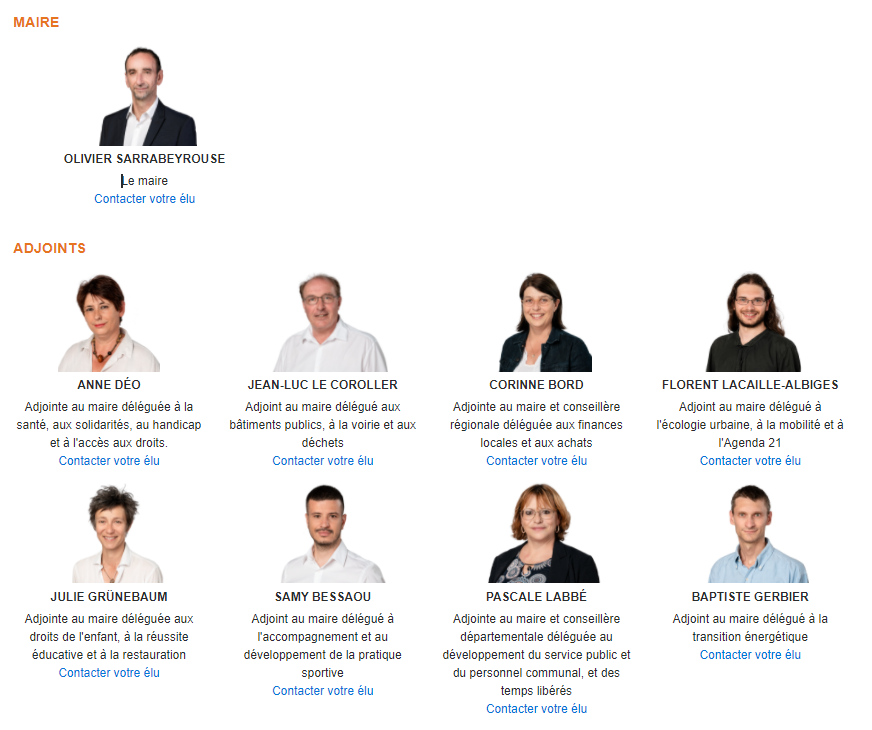 MAIRE
OLIVIER SARRABEYROUSE
Le maire
Contacter votre élu
ADJOINTS
ANNE DÉO
Adjointe au maire déléguée à la
santé, aux solidarités, au handicap
et à l'accès aux droits.
Contacter votre élu
JEAN-LUC LE COROLLER
Adjoint au maire délégué aux
bâtiments publics, à la voirie et aux
déchets
Contacter votre élu
CORINNE BORD
Adjointe au maire et conseillère
régionale déléguée aux finances
locales et aux achats
Contacter votre élu
FLORENT LACAILLE-ALBIGES
Adjoint au maire délégué à
l'écologie urbaine, à la mobilité et à
l'Agenda 21
Contacter votre élu
JULIE GRÜNEBAUM
Adjointe au maire déléguée aux
droits de l'enfant, à la réussite
éducative et à la restauration
Contacter votre élu
SAMY BESSAOU
Adjoint au maire délégué à
l'accompagnement et au
développement de la pratique
sportive
Contacter votre élu
PASCALE LABBÉ
Adjointe au maire et conseillère
départementale déléguée au
développement du service public et
du personnel communal, et des
temps libérés
Contacter votre élu
BAPTISTE GERBIER
Adjoint au maire délégué à la
transition énergétique
Contacter votre élu